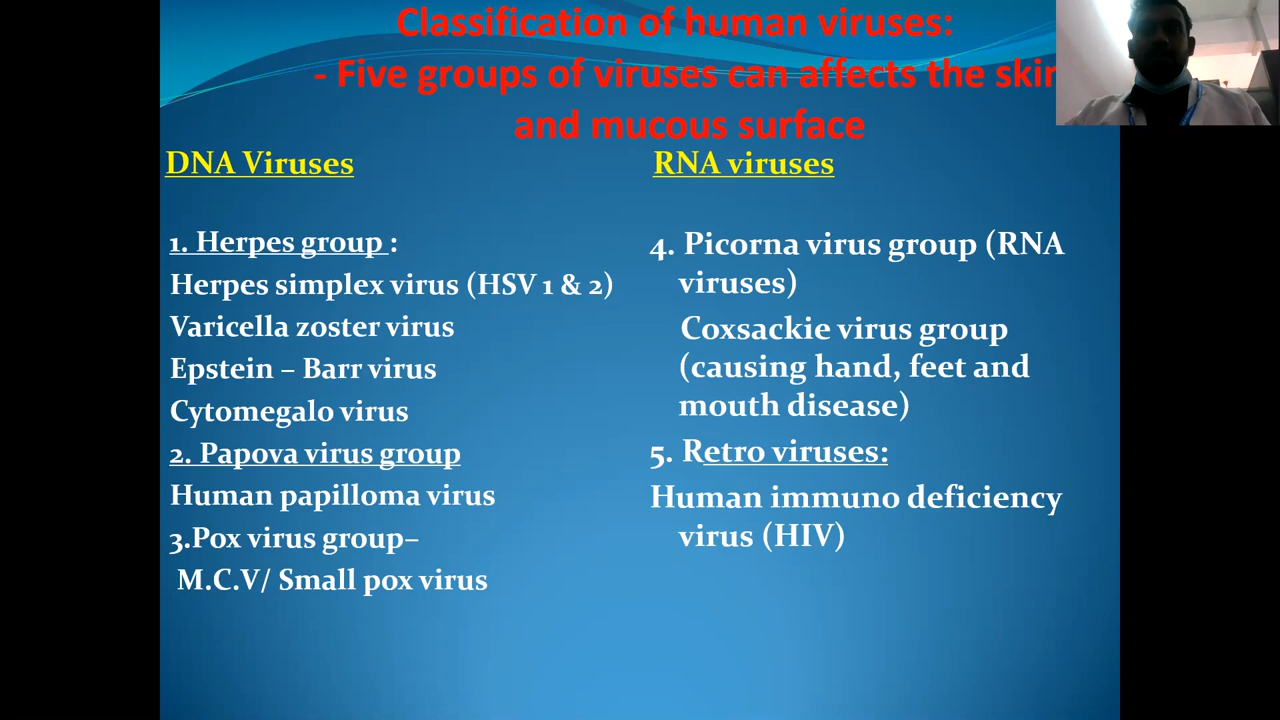 Classification of human viruses:
- Five groups of viruses can affects the skin
and mucous surface
DNA Viruses
1. Herpes group :
Herpes simplex virus (HSV 1 & 2)
Varicella zoster virus
Epstein – Barr virus
Cytomegalo virus
2. Papova virus group
Human papilloma virus
3.Pox virus group–
M.C.V/ Small pox virus
RNA viruses
4. Picorna virus group (RNA
viruses)
Coxsackie virus group
(causing hand, feet and
mouth disease)
5. Retro viruses:
Human immuno deficiency
virus (HIV)